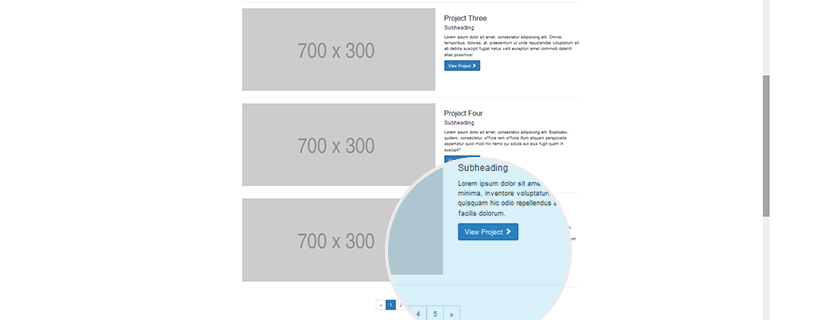 700 x 300
Project Three
Subheading
Lorem ipsum dolor sit amet, consectetur adipisicing elit. Omnis,
temporibus, dolores, at, praesentium ut unde repudiandae voluptatum sit
ab debitis suscipit fugiat natus velit excepturi amet commodi deleniti
alias possimus!
View Project
700 x 300
Project Four
Subheading
Lorem ipsum dolor sit amet, consectetur adipisicing elit. Explicabo,
quidem, consectetur, officia rem officiis illum aliquam perspiciatis
aspernatur quod modi hic nemo qui soluta aut eius fugit quam in
suscipit?
700 x 300
Subheading
Lorem ipsum dolor sit
minima, inventore
quisquam hic odio repellendus
facilis dolorum.
View Project
« 1 2
4 5 »